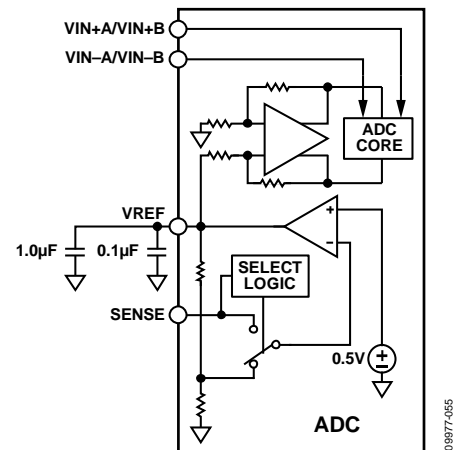 VIN+A/VIN+B
VIN–A/VIN–B
ADC
CORE
VREF
1.0µF
0.1µF
+
–
SELECT
LOGIC
SENSE
0.5V
ADC
09977-055